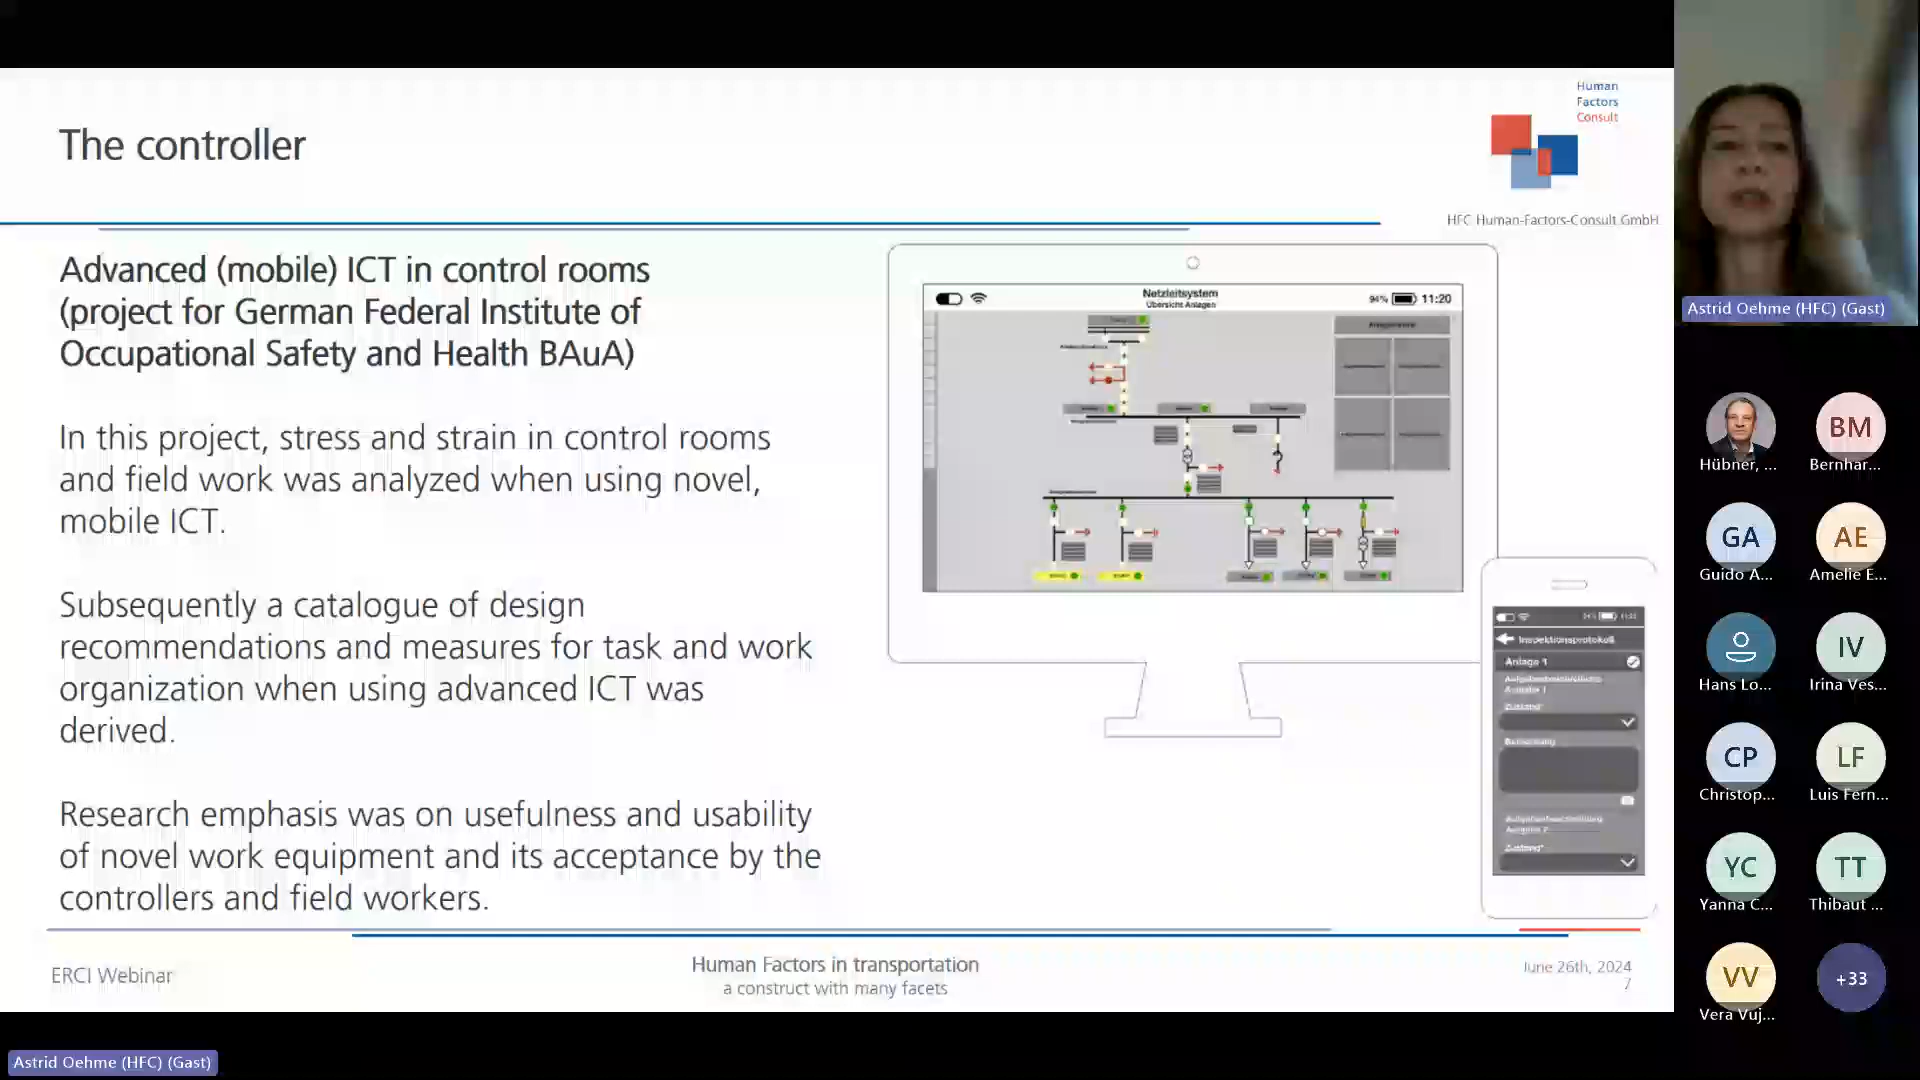 The controller
Human
Factors
Consult
HFC Human-Factors-Consult GmbH
Advanced (mobile) ICT in control rooms
(project for German Federal Institute of
Occupational Safety and Health BAuA)
In this project, stress and strain in control rooms
and field work was analyzed when using novel,
mobile ICT.
Subsequently a catalogue of design
recommendations and measures for task and work
organization when using advanced ICT was
derived.
Research emphasis was on usefulness and usability
of novel work equipment and its acceptance by the
controllers and field workers.
Netzleitsystem
Übersicht Anlagen
94% 11:20
Inspektionsprotokoll
Anlage 1
ERCI Webinar
Human Factors in transportation
a construct with many facets
June 26th, 2024
7
Astrid Oehme (HFC) (Gast)
Astrid Oehme (HFC) (Gast)
Hübner, ...
BM
Bernhar...
GA
Guido A...
AE
Amelie E...
Hans Lo...
IV
Irina Ves...
CP
Christop...
LF
Luis Fern...
YC
Yanna C...
TT
Thibaut ...
VV
Vera Vuj...
+33